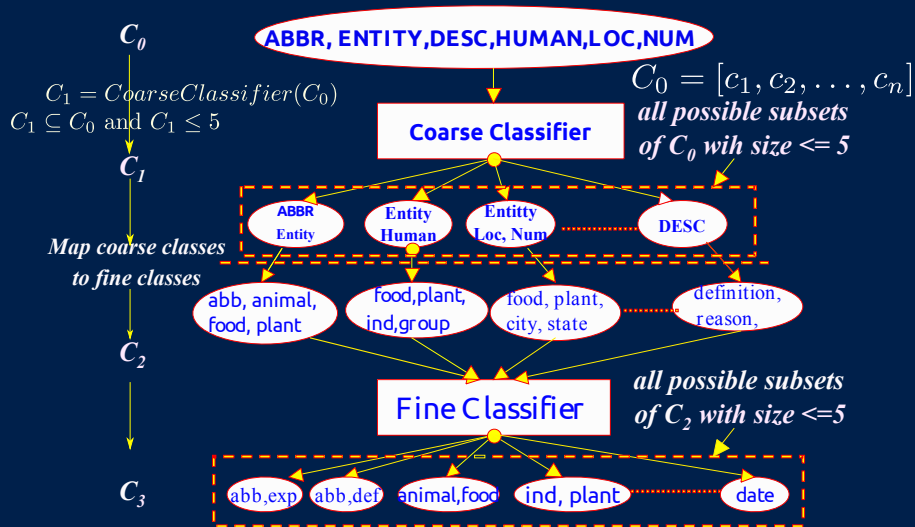 C₀
ABBR, ENTITY,DESC,HUMAN,LOC,NUM
C₁ = CoarseClassifier(C₀)
C₁ ⊆ C₀ and C₁ ≤ 5
C₀ = [c₁, c₂, . . . , cₙ]
all possible subsets
of C₀ wih size <= 5
Coarse Classifier
C₁
ABBR
Entity
Entity
Human
Entitty
Loc, Num
DESC
Map coarse classes
to fine classes
abb, animal,
food, plant
food,plant,
ind,group
food, plant,
city, state
definition,
reason,
C₂
Fine Classifier
all possible subsets
of C₂ with size <=5
C₃
abb,exp
abb,def
animal,food
ind, plant
date